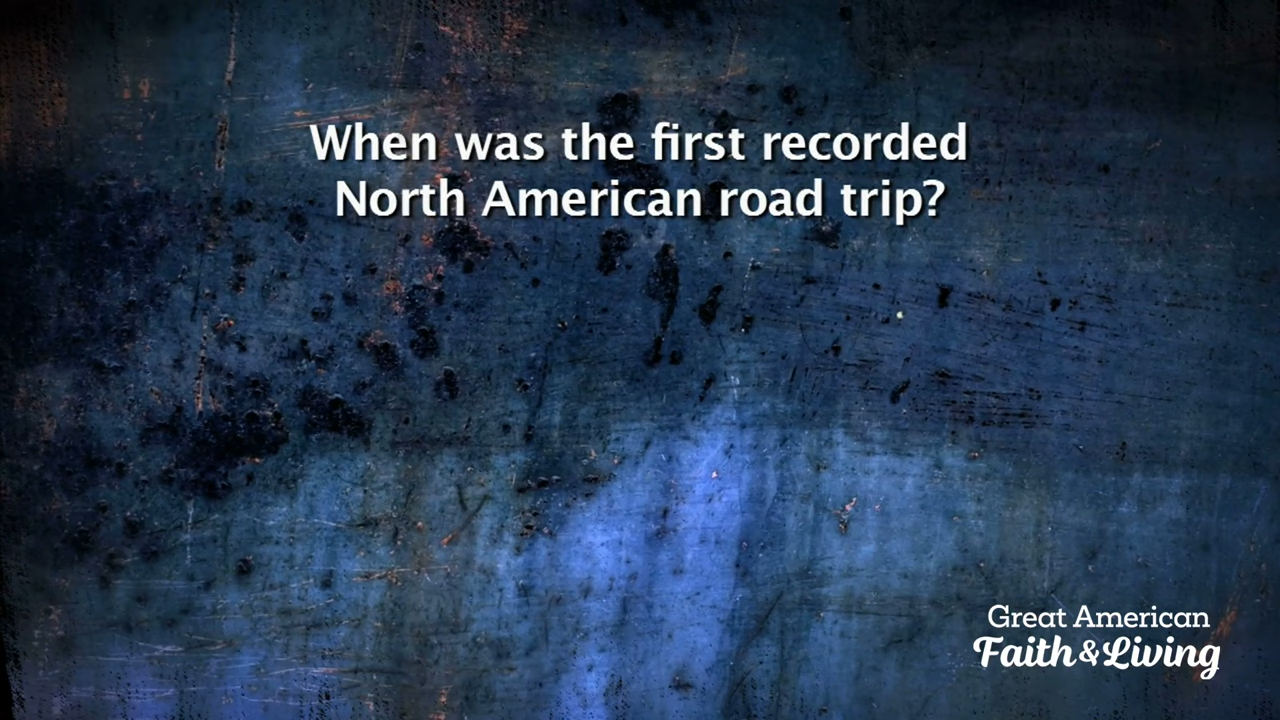 When was the first recorded
North American road trip?
Great American
Faith & Living